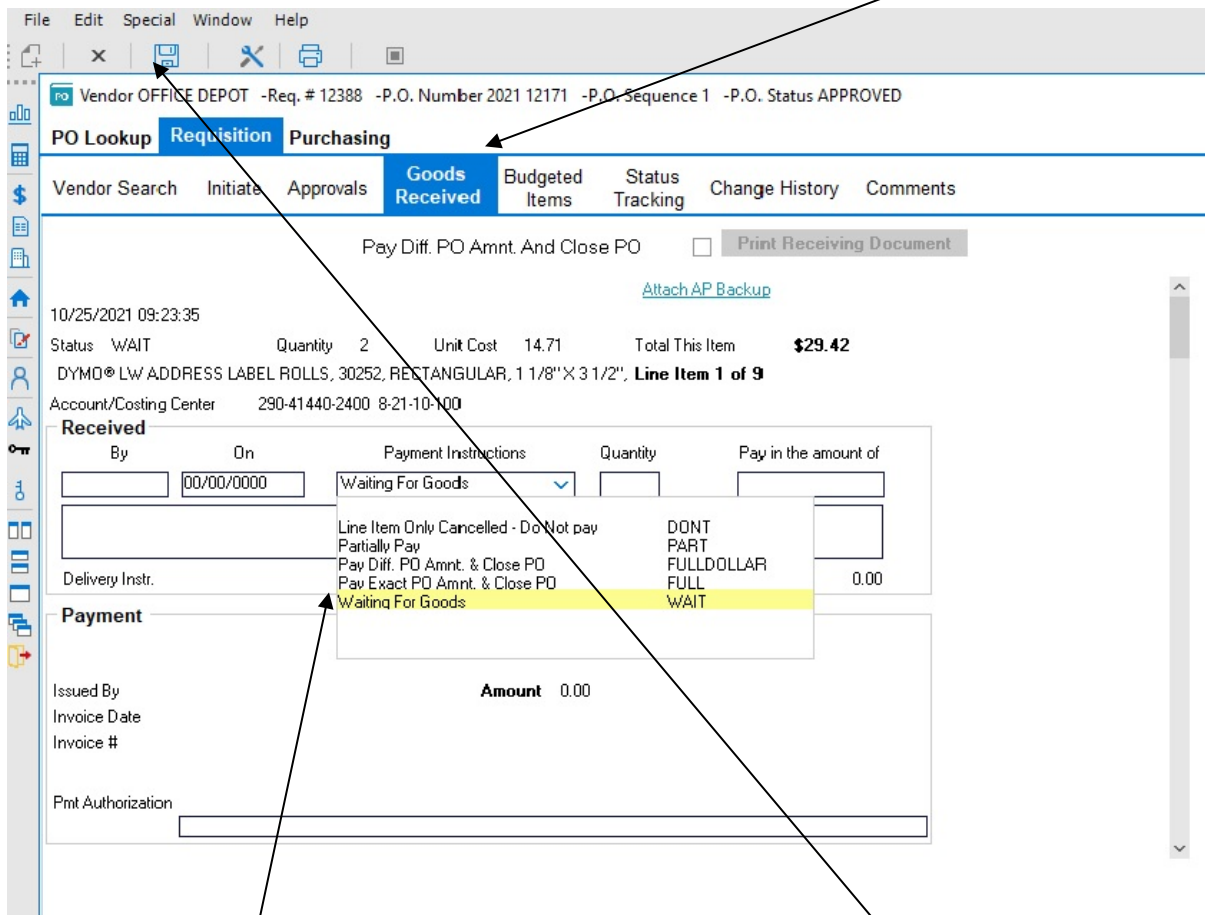 File Edit Special Window Help
PO Vendor OFFICE DEPOT -Req. # 12388 -P.O. Number 2021 12171 -P.O. Sequence 1 -P.O. Status APPROVED
PO Lookup Requisition Purchasing
Vendor Search Initiate Approvals Goods Received Budgeted Items Status Tracking Change History Comments
Pay Diff. PO Amnt. And Close PO Print Receiving Document
Attach AP Backup
10/25/2021 09:23:35
Status WAIT Quantity 2 Unit Cost 14.71 Total This Item $29.42
DYMO® LW ADDRESS LABEL ROLLS, 30252, RECTANGULAR, 1 1/8" X 3 1/2", Line Item 1 of 9
Account/Costing Center 290-41440-2400 8-21-10-100
Received
By On Payment Instructions Quantity Pay in the amount of
00/00/0000 Waiting For Goods
Line Item Only Cancelled - Do Not pay DONT
Partially Pay PART
Pay Diff. PO Amnt. & Close PO FULLDOLLAR
Pay Exact PO Amnt. & Close PO FULL
Delivery Instr. 0.00
Waiting For Goods WAIT
Payment
Issued By Amount 0.00
Invoice Date
Invoice #
Pmt Authorization